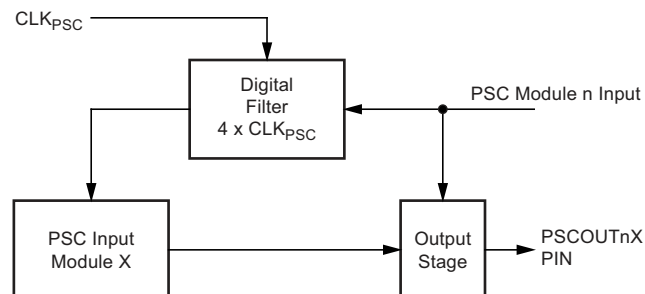 CLKPSC
Digital
Filter
4 x CLKPSC
PSC Module n Input
PSC Input
Module X
Output
Stage
PSCOUTnX
PIN